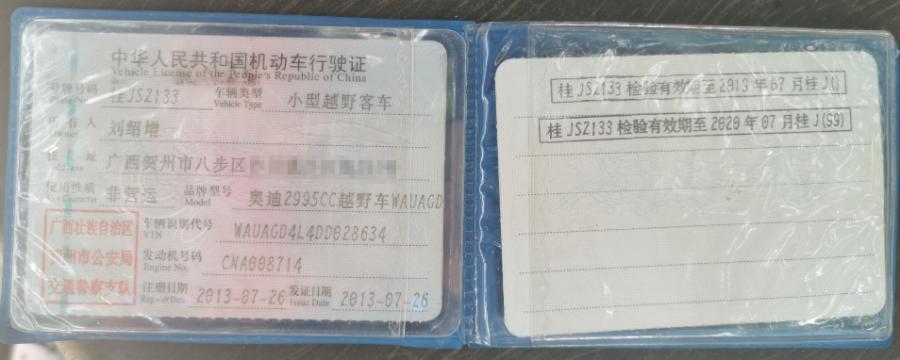 中华人民共和国机动车行驶证
Vehicle License of the People's Republic of China
号牌号码 桂JSZ133 车辆类型 小型越野客车
Plate No. Vehicle Type
所有人 刘绍增
Owner
住址 广西贺州市八步区
Address
使用性质 非营运 品牌型号 奥迪2995CC越野车WAUAGD
Use Character Model
广西壮族自治区
贺州市公安局
交通警察支队
车辆识别代号 WAUAGD4L4DD028634
VIN
发动机号码 CNA008714
Engine No.
注册日期 2013-07-26 发证日期 2013-07-26
Register Date Issue Date
桂JSZ133 检验有效期至2019年07月桂J()
桂JSZ133 检验有效期至2020年07月桂J(S9)